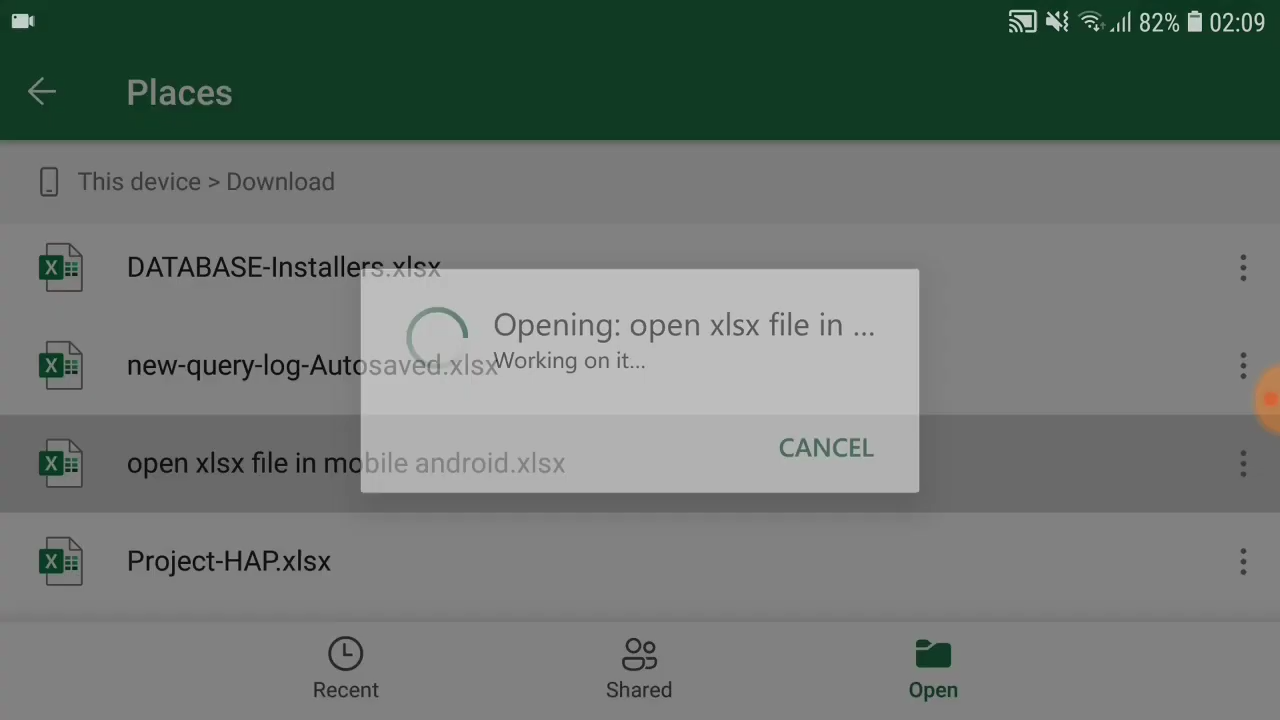 82% 02:09
Places
This device > Download
DATABASE-Installers.xlsx
Opening: open xlsx file in ...
new-query-log-Autosaved.xlsx
Working on it...
CANCEL
open xlsx file in mobile android.xlsx
Project-HAP.xlsx
Recent Shared Open